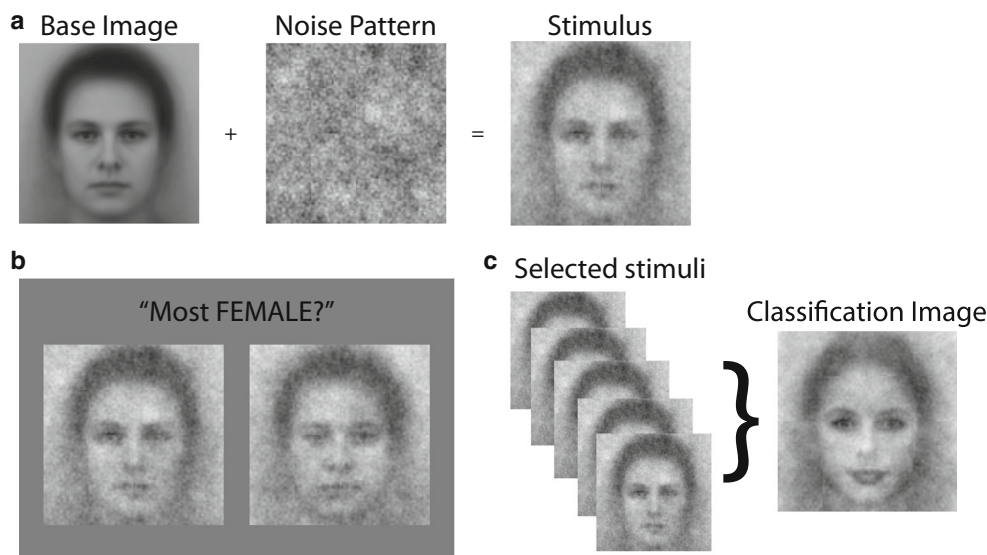 a
Base Image
Noise Pattern
Stimulus
+
=
b
"Most FEMALE?"
c
Selected stimuli
}
Classification Image